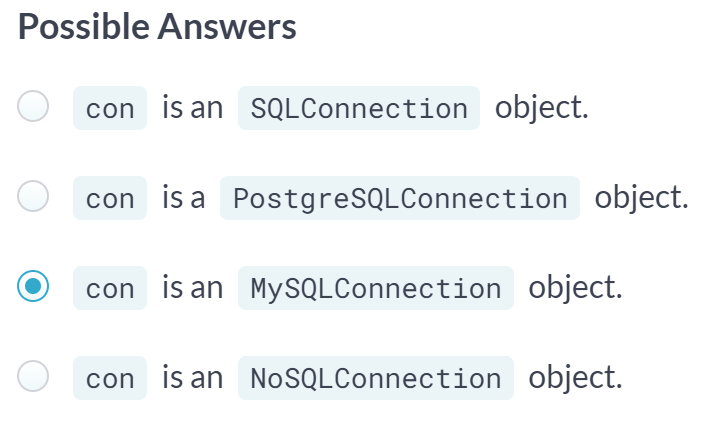 Possible Answers
con is an SQLConnection object.
con is a PostgreSQLConnection object.
con is an MySQLConnection object.
con is an NoSQLConnection object.